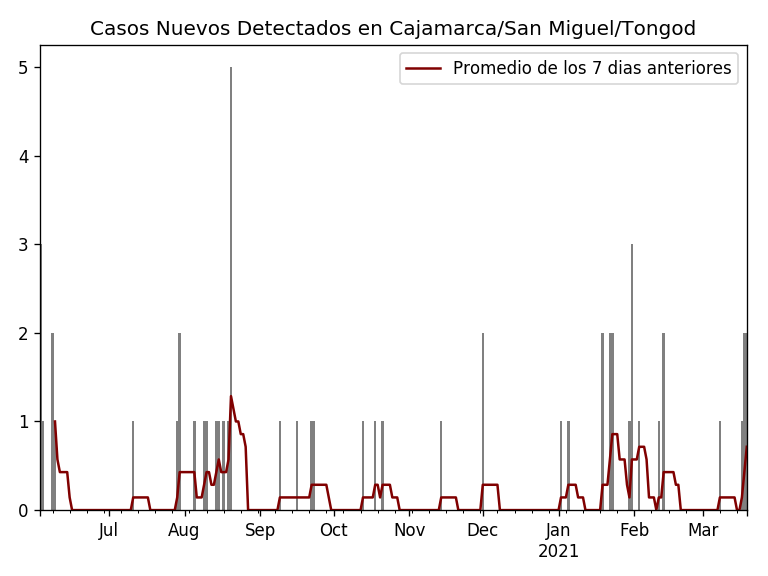 Casos Nuevos Detectados en Cajamarca/San Miguel/Tongod
Promedio de los 7 dias anteriores
5
4
3
2
1
0
Jul Aug Sep Oct Nov Dec Jan Feb Mar
2021